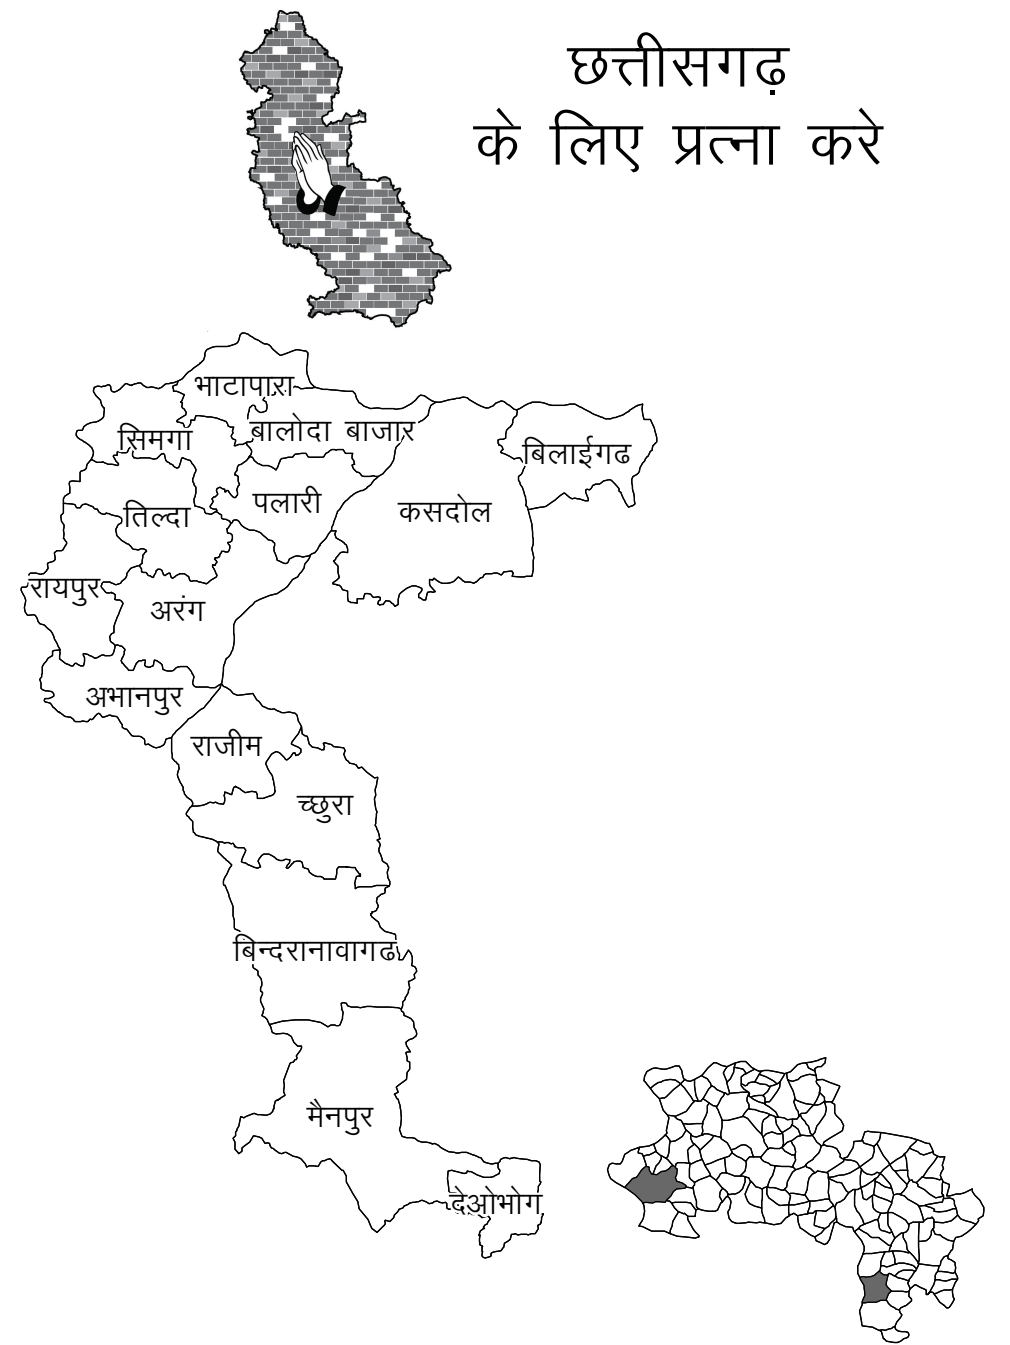 छत्तीसगढ़
के लिए प्रत्ना करे
भाटापारा
सिमगा
बालोदा बाजार
बिलाईगढ
पलारी
कसदोल
तिल्दा
रायपुर
अरंग
अभानपुर
राजीम
च्छुरा
बिन्दरानावागढ
मैनपुर
देओभोग